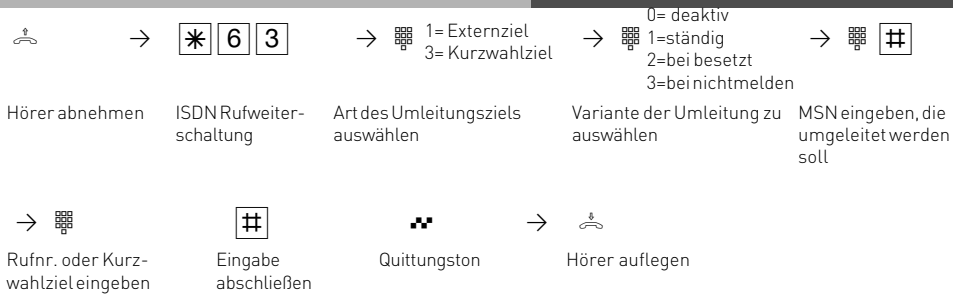 * 6 3
1= Externziel
3= Kurzwahlziel
0= deaktiv
1=ständig
2=bei besetzt
3=bei nichtmelden
#
Hörer abnehmen
ISDN Rufweiter-
schaltung
Art des Umleitungsziels
auswählen
Variante der Umleitung zu
auswählen
MSN eingeben, die
umgeleitet werden
soll
#
Rufnr. oder Kurz-
wahlziel eingeben
Eingabe
abschließen
Quittungston
Hörer auflegen